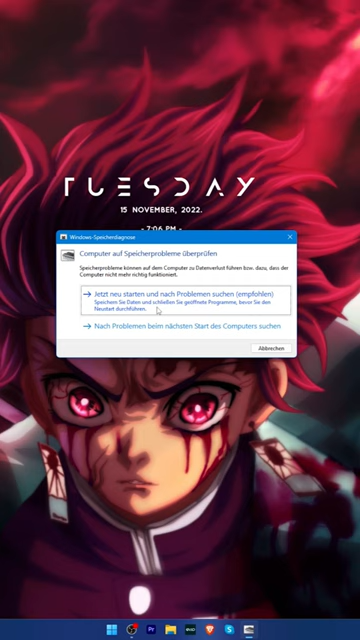 TUESDAY
15 NOVEMBER, 2022.
- 7:06 PM -
Windows-Speicherdiagnose
Computer auf Speicherprobleme überprüfen
Speicherprobleme können auf dem Computer zu Datenverlust führen bzw. dazu, dass der
Computer nicht mehr richtig funktioniert.
Jetzt neu starten und nach Problemen suchen (empfohlen)
Speichern Sie Daten und schließen Sie geöffnete Programme, bevor Sie den
Neustart durchführen.
Nach Problemen beim nächsten Start des Computers suchen
Abbrechen
Pr